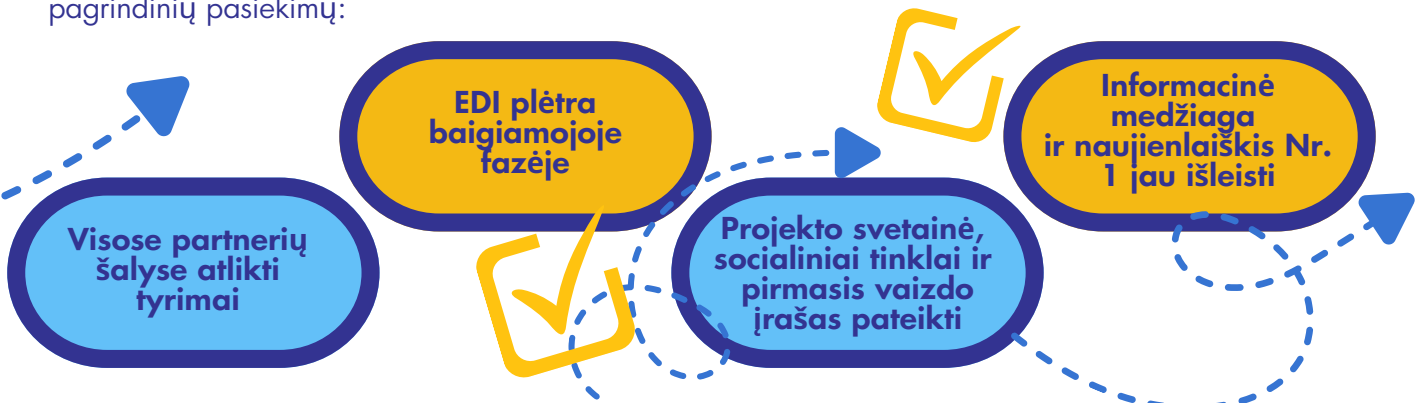 pagrindinių pasiekimų:
Visose partnerių
šalyse atlikti
tyrimai
EDI plėtra
baigiamojoje
fazėje
Projekto svetainė,
socialiniai tinklai ir
pirmasis vaizdo
įrašas pateikti
Informacinė
medžiaga
ir naujienlaiškis Nr.
1 jau išleisti